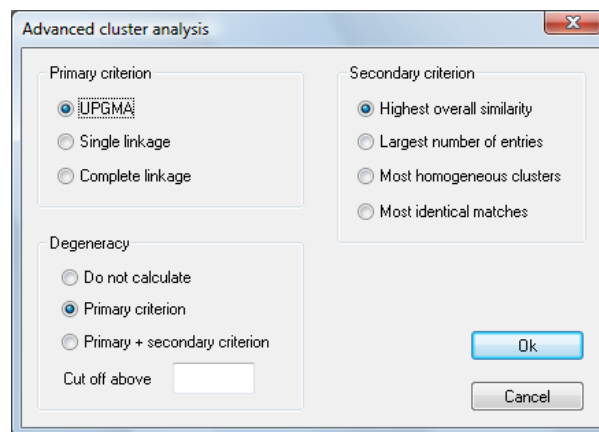 Advanced cluster analysis
Primary criterion
UPGMA
Single linkage
Complete linkage
Secondary criterion
Highest overall similarity
Largest number of entries
Most homogeneous clusters
Most identical matches
Degeneracy
Do not calculate
Primary criterion
Primary + secondary criterion
Cut off above
Ok
Cancel